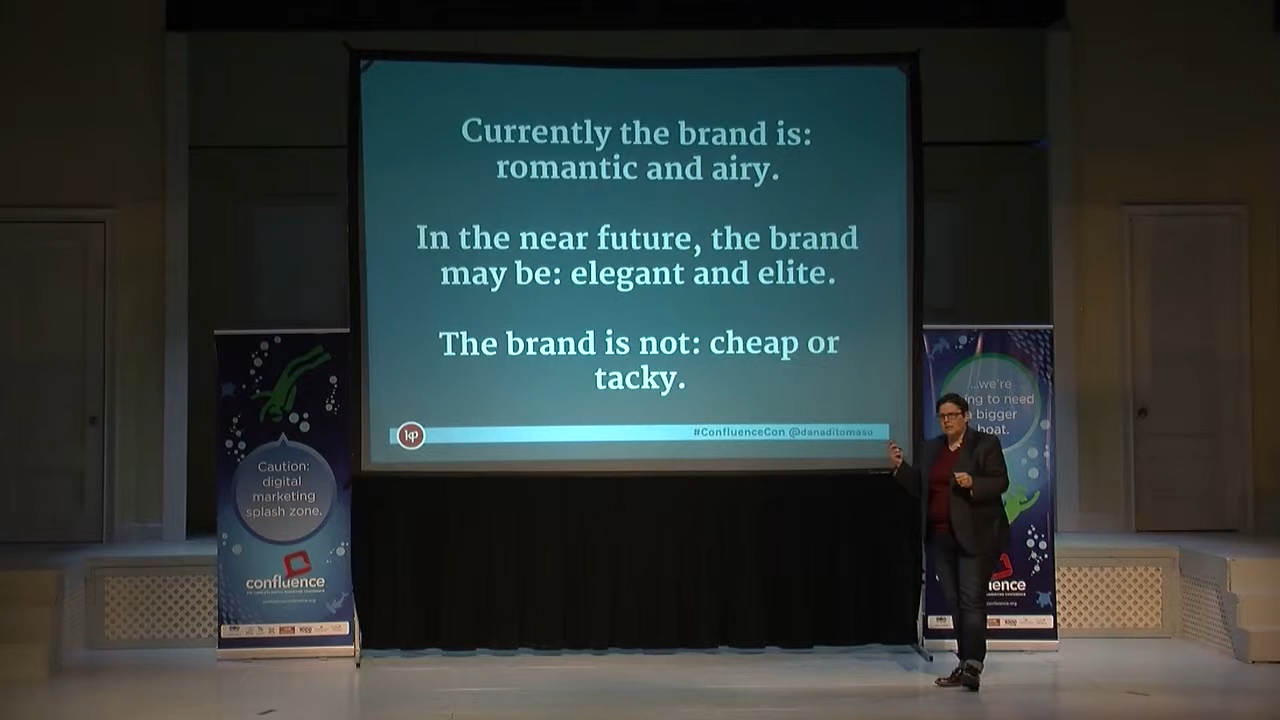 Currently the brand is:
romantic and airy.
In the near future, the brand
may be: elegant and elite.
The brand is not: cheap or
tacky.
kp
#ConfluenceCon @danaditomaso
Caution:
digital
marketing
splash zone.
confluence
...we're
to need
a bigger
boat.